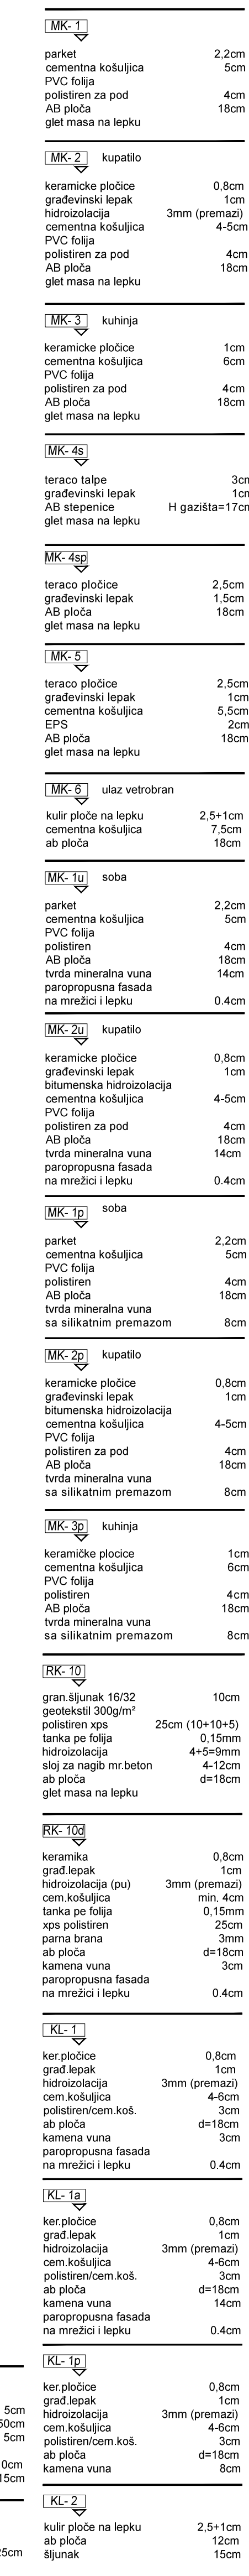 MK- 1
parket 2,2cm
cementna košuljica 5cm
PVC folija
polistiren za pod 4cm
AB ploča 18cm
glet masa na lepku
MK- 2 kupatilo
keramicke pločice 0,8cm
građevinski lepak 1cm
hidroizolacija 3mm (premazi)
cementna košuljica 4-5cm
PVC folija
polistiren za pod 4cm
AB ploča 18cm
glet masa na lepku
MK- 3 kuhinja
keramicke pločice 1cm
cementna košuljica 6cm
PVC folija
polistiren za pod 4cm
AB ploča 18cm
glet masa na lepku
MK- 4s
teraco talpe 3cm
građevinski lepak 1cm
AB stepenice H gazišta=17cm
glet masa na lepku
MK- 4sp
teraco pločice 2,5cm
građevinski lepak 1,5cm
AB ploča 18cm
glet masa na lepku
MK- 5
teraco pločice 2,5cm
građevinski lepak 1cm
cementna košuljica 5,5cm
EPS 2cm
AB ploča 18cm
glet masa na lepku
MK- 6 ulaz vetrobran
kulir ploče na lepku 2,5+1cm
cementna košuljica 7,5cm
ab ploča 18cm
MK- 1u soba
parket 2,2cm
cementna košuljica 5cm
PVC folija
polistiren 4cm
AB ploča 18cm
tvrda mineralna vuna 14cm
paropropusna fasada
na mrežici i lepku 0.4cm
MK- 2u kupatilo
keramicke pločice 0,8cm
građevinski lepak 1cm
bitumenska hidroizolacija
cementna košuljica 4-5cm
PVC folija
polistiren za pod 4cm
AB ploča 18cm
tvrda mineralna vuna 14cm
paropropusna fasada
na mrežici i lepku 0.4cm
MK- 1p soba
parket 2,2cm
cementna košuljica 5cm
PVC folija
polistiren 4cm
AB ploča 18cm
tvrda mineralna vuna
sa silikatnim premazom 8cm
MK- 2p kupatilo
keramicke pločice 0,8cm
građevinski lepak 1cm
bitumenska hidroizolacija
cementna košuljica 4-5cm
PVC folija
polistiren za pod 4cm
AB ploča 18cm
tvrda mineralna vuna
sa silikatnim premazom 8cm
MK- 3p kuhinja
keramičke plocice 1cm
cementna košuljica 6cm
PVC folija
polistiren 4cm
AB ploča 18cm
tvrda mineralna vuna
sa silikatnim premazom 8cm
RK- 10
gran.šljunak 16/32 10cm
geotekstil 300g/m²
polistiren xps 25cm (10+10+5)
tanka pe folija 0,15mm
hidroizolacija 4+5=9mm
sloj za nagib mr.beton 4-12cm
ab ploča d=18cm
glet masa na lepku
RK- 10d
keramika 0,8cm
građ.lepak 1cm
hidroizolacija (pu) 3mm (premazi)
cem.košuljica min. 4cm
tanka pe folija 0,15mm
xps polistiren 25cm
parna brana 3mm
ab ploča d=18cm
kamena vuna 3cm
paropropusna fasada
na mrežici i lepku 0.4cm
KL- 1
ker.pločice 0,8cm
građ.lepak 1cm
hidroizolacija 3mm (premazi)
cem.košuljica 4-6cm
polistiren/cem.koš. 3cm
ab ploča d=18cm
kamena vuna 3cm
paropropusna fasada
na mrežici i lepku 0.4cm
KL- 1a
ker.pločice 0,8cm
građ.lepak 1cm
hidroizolacija 3mm (premazi)
cem.košuljica 4-6cm
polistiren/cem.koš. 3cm
ab ploča d=18cm
kamena vuna 14cm
paropropusna fasada
na mrežici i lepku 0.4cm
KL- 1p
ker.pločice 0,8cm
građ.lepak 1cm
hidroizolacija 3mm (premazi)
cem.košuljica 4-6cm
polistiren/cem.koš. 3cm
ab ploča d=18cm
kamena vuna 8cm
KL- 2
kulir ploče na lepku 2,5+1cm
ab ploča 12cm
šljunak 15cm
5cm
50cm
5cm
0cm
15cm
25cm